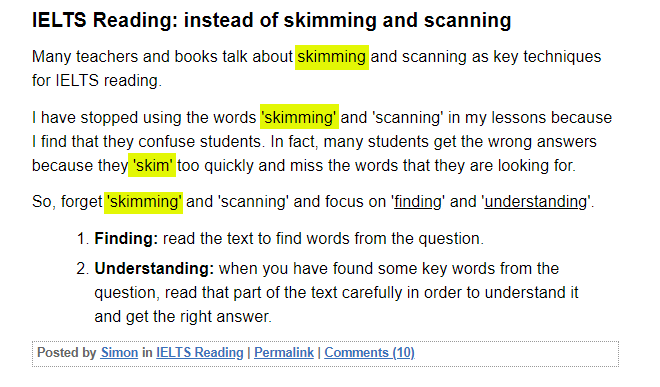 IELTS Reading: instead of skimming and scanning
Many teachers and books talk about skimming and scanning as key techniques
for IELTS reading.
I have stopped using the words 'skimming' and 'scanning' in my lessons because
I find that they confuse students. In fact, many students get the wrong answers
because they 'skim' too quickly and miss the words that they are looking for.
So, forget 'skimming' and 'scanning' and focus on 'finding' and 'understanding'.
1. Finding: read the text to find words from the question.
2. Understanding: when you have found some key words from the
question, read that part of the text carefully in order to understand it
and get the right answer.
Posted by Simon in IELTS Reading | Permalink | Comments (10)